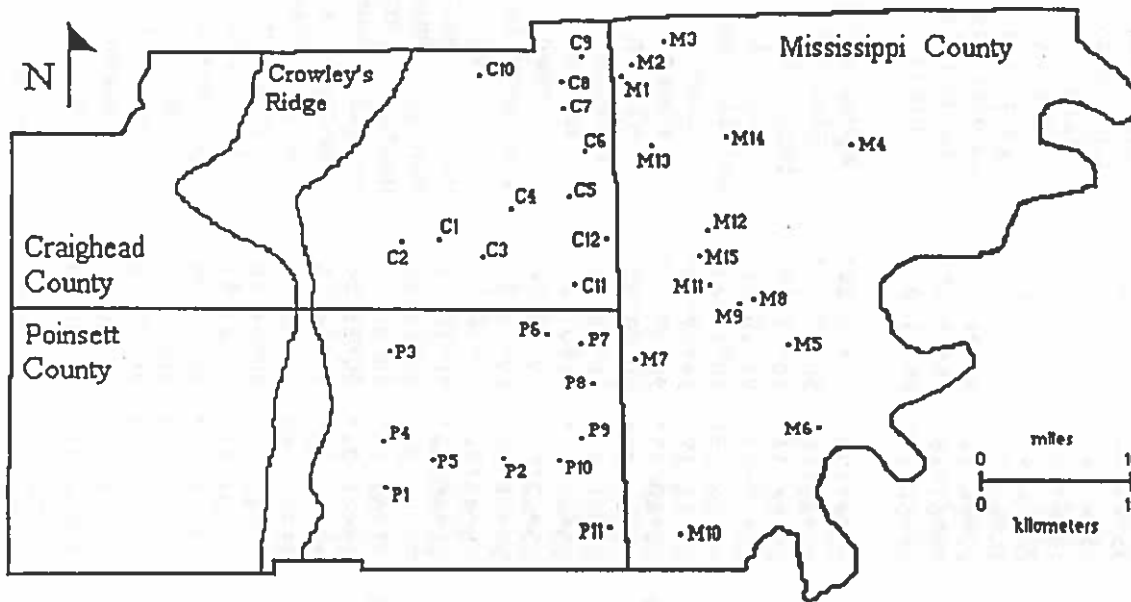 C9
M3
Mississippi County
N
Crowley's
Ridge
C10
M2
C8
M1
C7
C6
M14
M4
M13
C5
C4
C1
C12
M12
C2
C3
M15
Craighead
County
C11
M11
M8
M9
Poinsett
County
P6
P7
M5
P3
M7
P8
M6
P4
P9
miles
P5
P2
P10
0
P1
0
kilometers
P11
M10